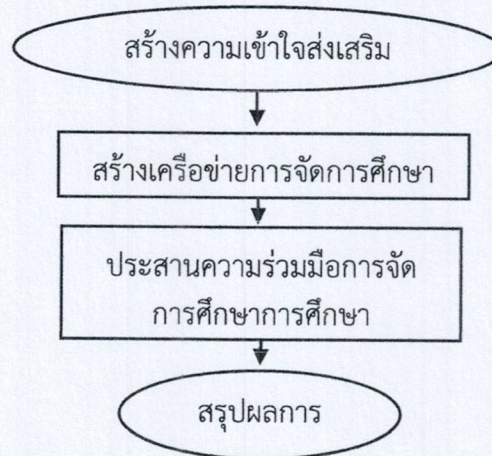 สร้างความเข้าใจส่งเสริม
สร้างเครือข่ายการจัดการศึกษา
ประสานความร่วมมือการจัด
การศึกษาการศึกษา
สรุปผลการ